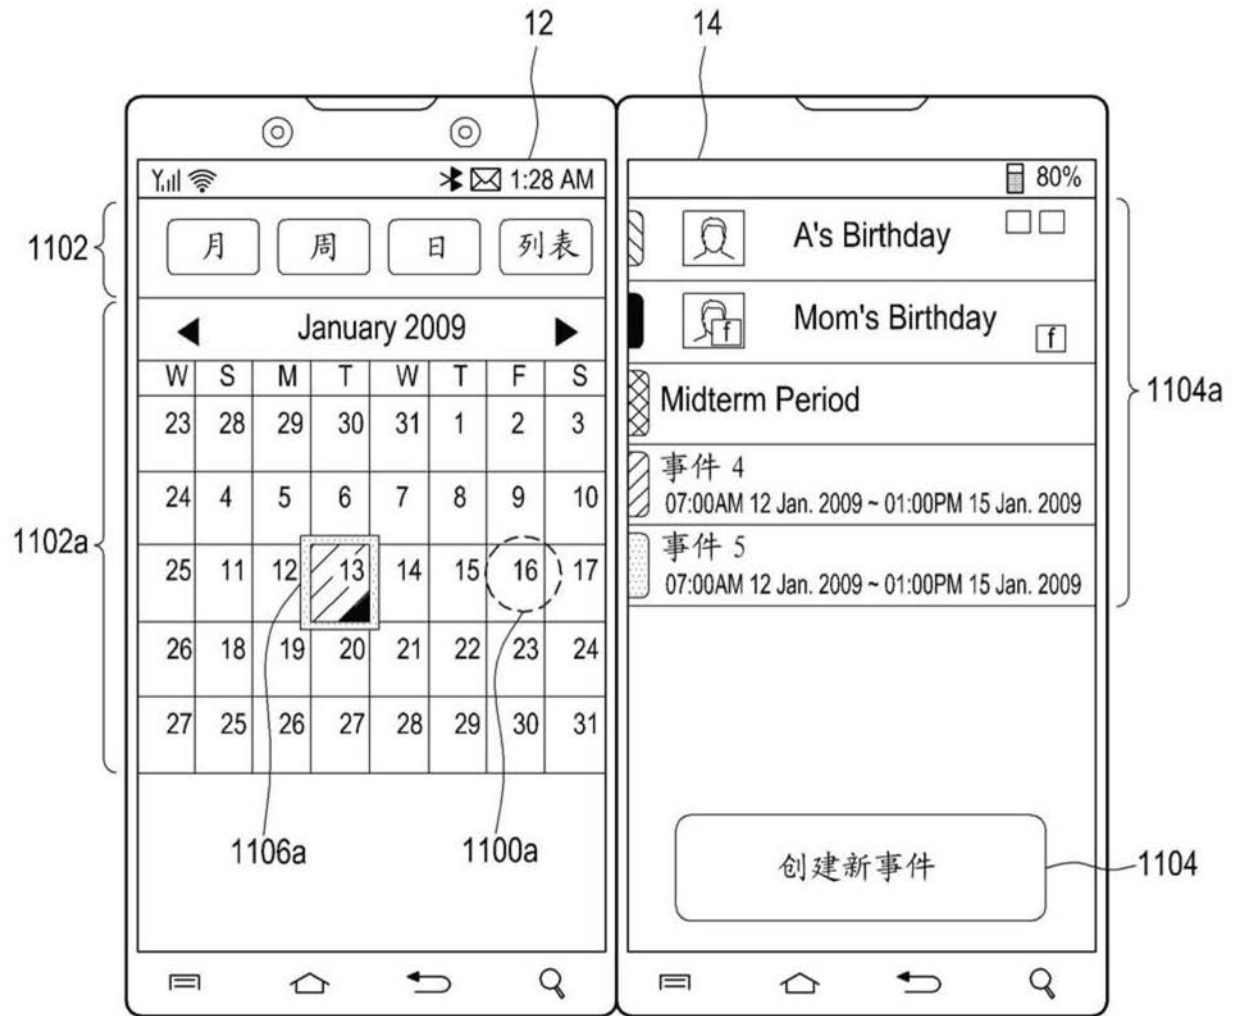 12 14
1:28 AM 80%
1102 月 周 日 列表
A's Birthday
January 2009
Mom's Birthday
f
f
1104a
W S M T W T F S
23 28 29 30 31 1 2 3
Midterm Period
24 4 5 6 7 8 9 10
事件 4
07:00AM 12 Jan. 2009 ~ 01:00PM 15 Jan. 2009
1102a
25 11 12 13 14 15 16 17
事件 5
07:00AM 12 Jan. 2009 ~ 01:00PM 15 Jan. 2009
26 18 19 20 21 22 23 24
27 25 26 27 28 29 30 31
1106a 1100a
创建新事件
1104